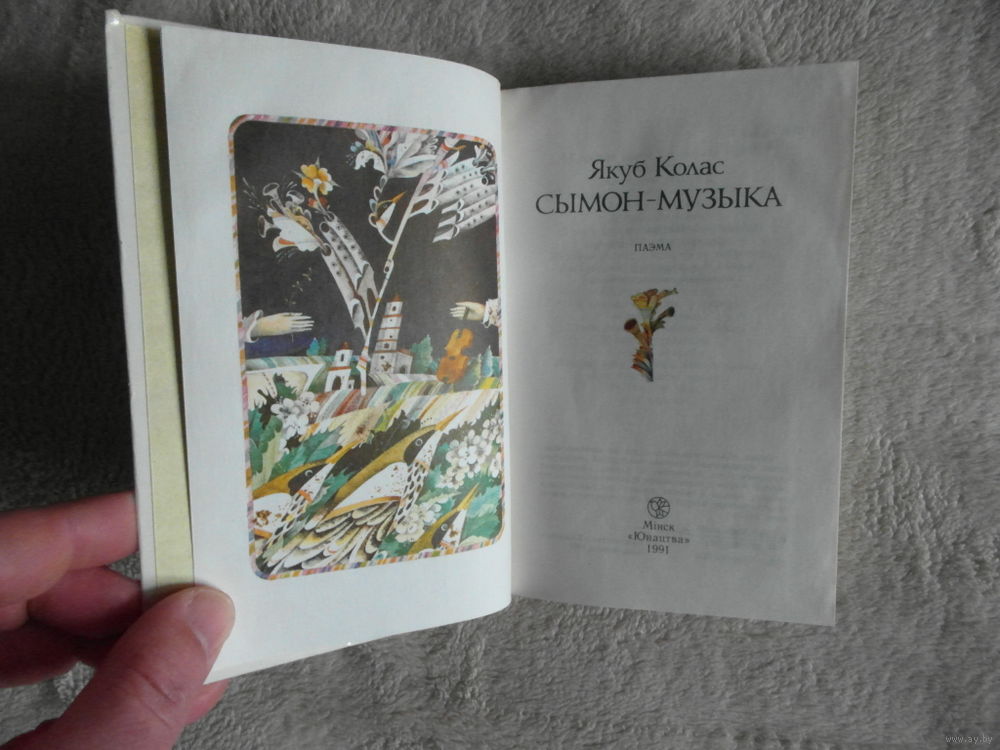 Якуб Колас
СЫМОН-МУЗЫКА
ПАЭМА
Мінск
«Юнацтва»
1991
www.ay.by